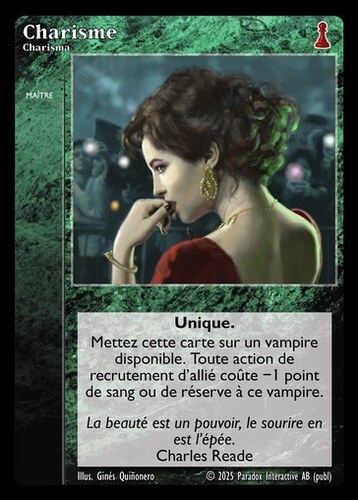 Charisme
Charisma
MAÎTRE
Unique.
Mettez cette carte sur un vampire
disponible. Toute action de
recrutement d'allié coûte −1 point
de sang ou de réserve à ce vampire.
La beauté est un pouvoir, le sourire en
est l'épée.
Charles Reade
Illus. Ginés Quiñonero
© 2025 Paradox Interactive AB (publ)